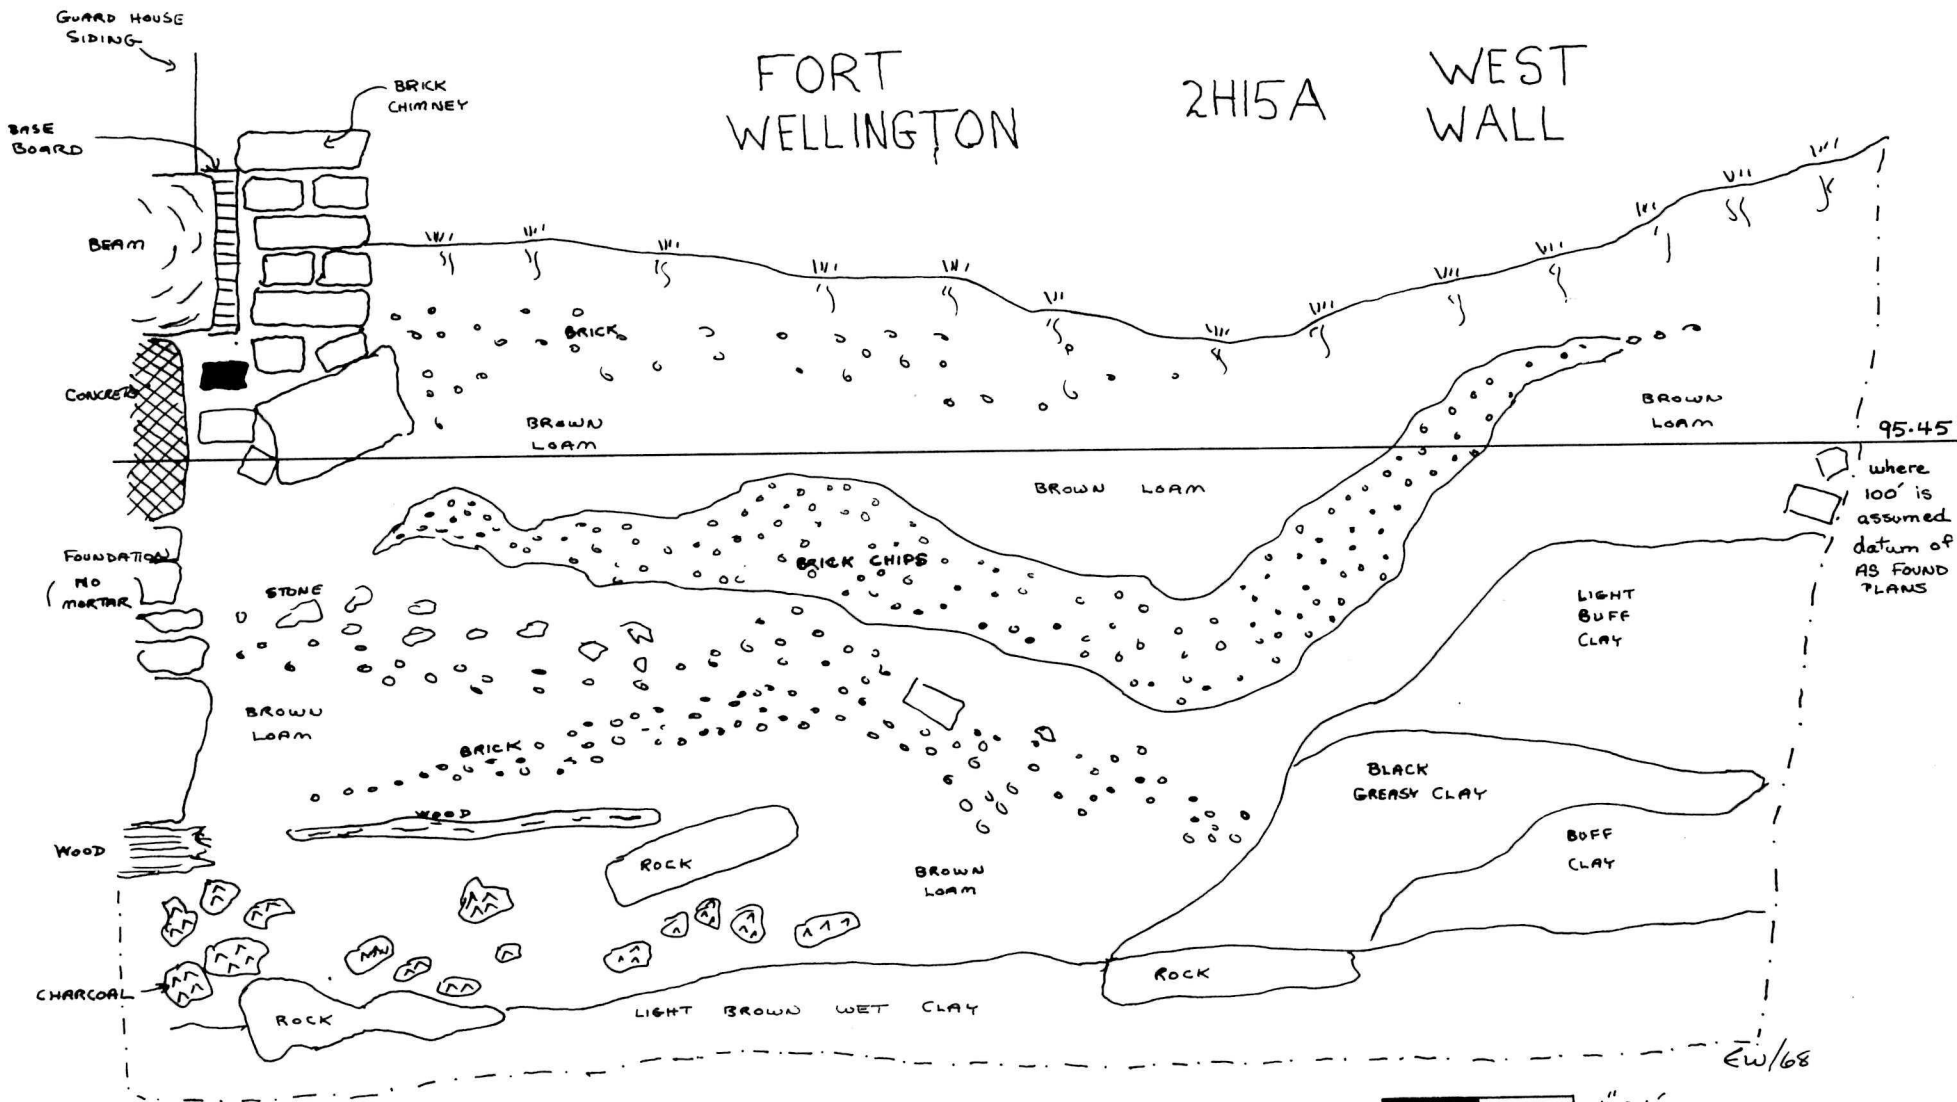 GUARD HOUSE
SIDING
BRICK
CHIMNEY
BASE
BOARD
FORT
WELLINGTON
2H15A
WEST
WALL
BEAM
BRICK
CONCRETE
BROWN
LOAM
BROWN
LOAM
95.45
where
100' is
assumed
datum of
AS FOUND
PLANS
BROWN LOAM
FOUNDATION
NO
MORTAR
STONE
BRICK CHIPS
LIGHT
BUFF
CLAY
BROWN
LOAM
BRICK
BLACK
GREASY CLAY
WOOD
WOOD
ROCK
BROWN
LOAM
BUFF
CLAY
CHARCOAL
ROCK
LIGHT BROWN WET CLAY
ROCK
EW/68